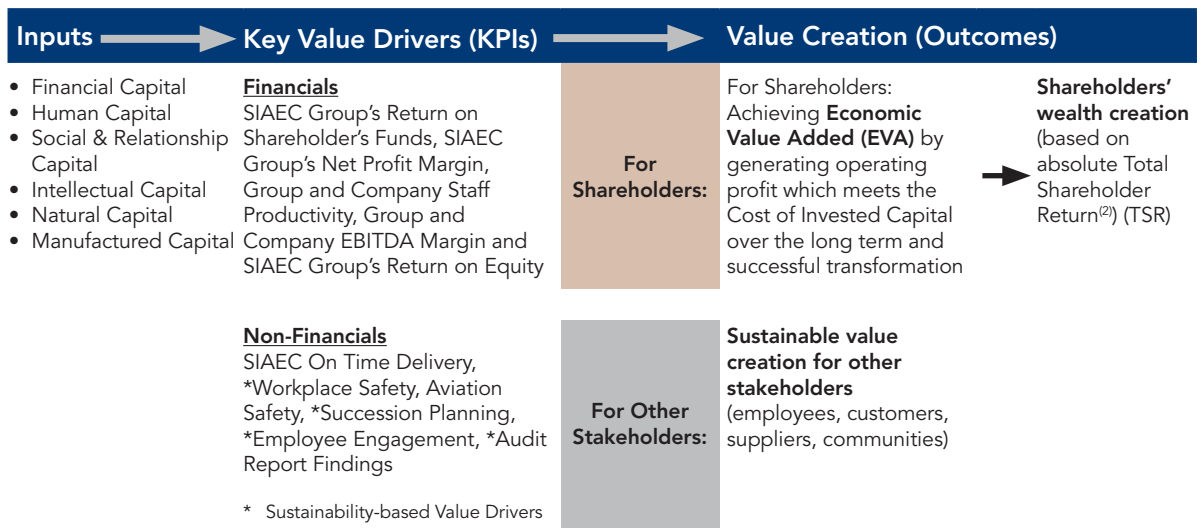 Inputs
Key Value Drivers (KPIs)
Value Creation (Outcomes)
• Financial Capital
• Human Capital
• Social & Relationship
Capital
• Intellectual Capital
• Natural Capital
• Manufactured Capital
Financials
SIAEC Group’s Return on
Shareholder’s Funds, SIAEC
Group’s Net Profit Margin,
Group and Company Staff
Productivity, Group and
Company EBITDA Margin and
SIAEC Group’s Return on Equity
For
Shareholders:
For Shareholders:
Achieving Economic
Value Added (EVA) by
generating operating
profit which meets the
Cost of Invested Capital
over the long term and
successful transformation
Shareholders’
wealth creation
(based on
absolute Total
Shareholder
Return(2)) (TSR)
Non-Financials
SIAEC On Time Delivery,
*Workplace Safety, Aviation
Safety, *Succession Planning,
*Employee Engagement, *Audit
Report Findings
* Sustainability-based Value Drivers
For Other
Stakeholders:
Sustainable value
creation for other
stakeholders
(employees, customers,
suppliers, communities)